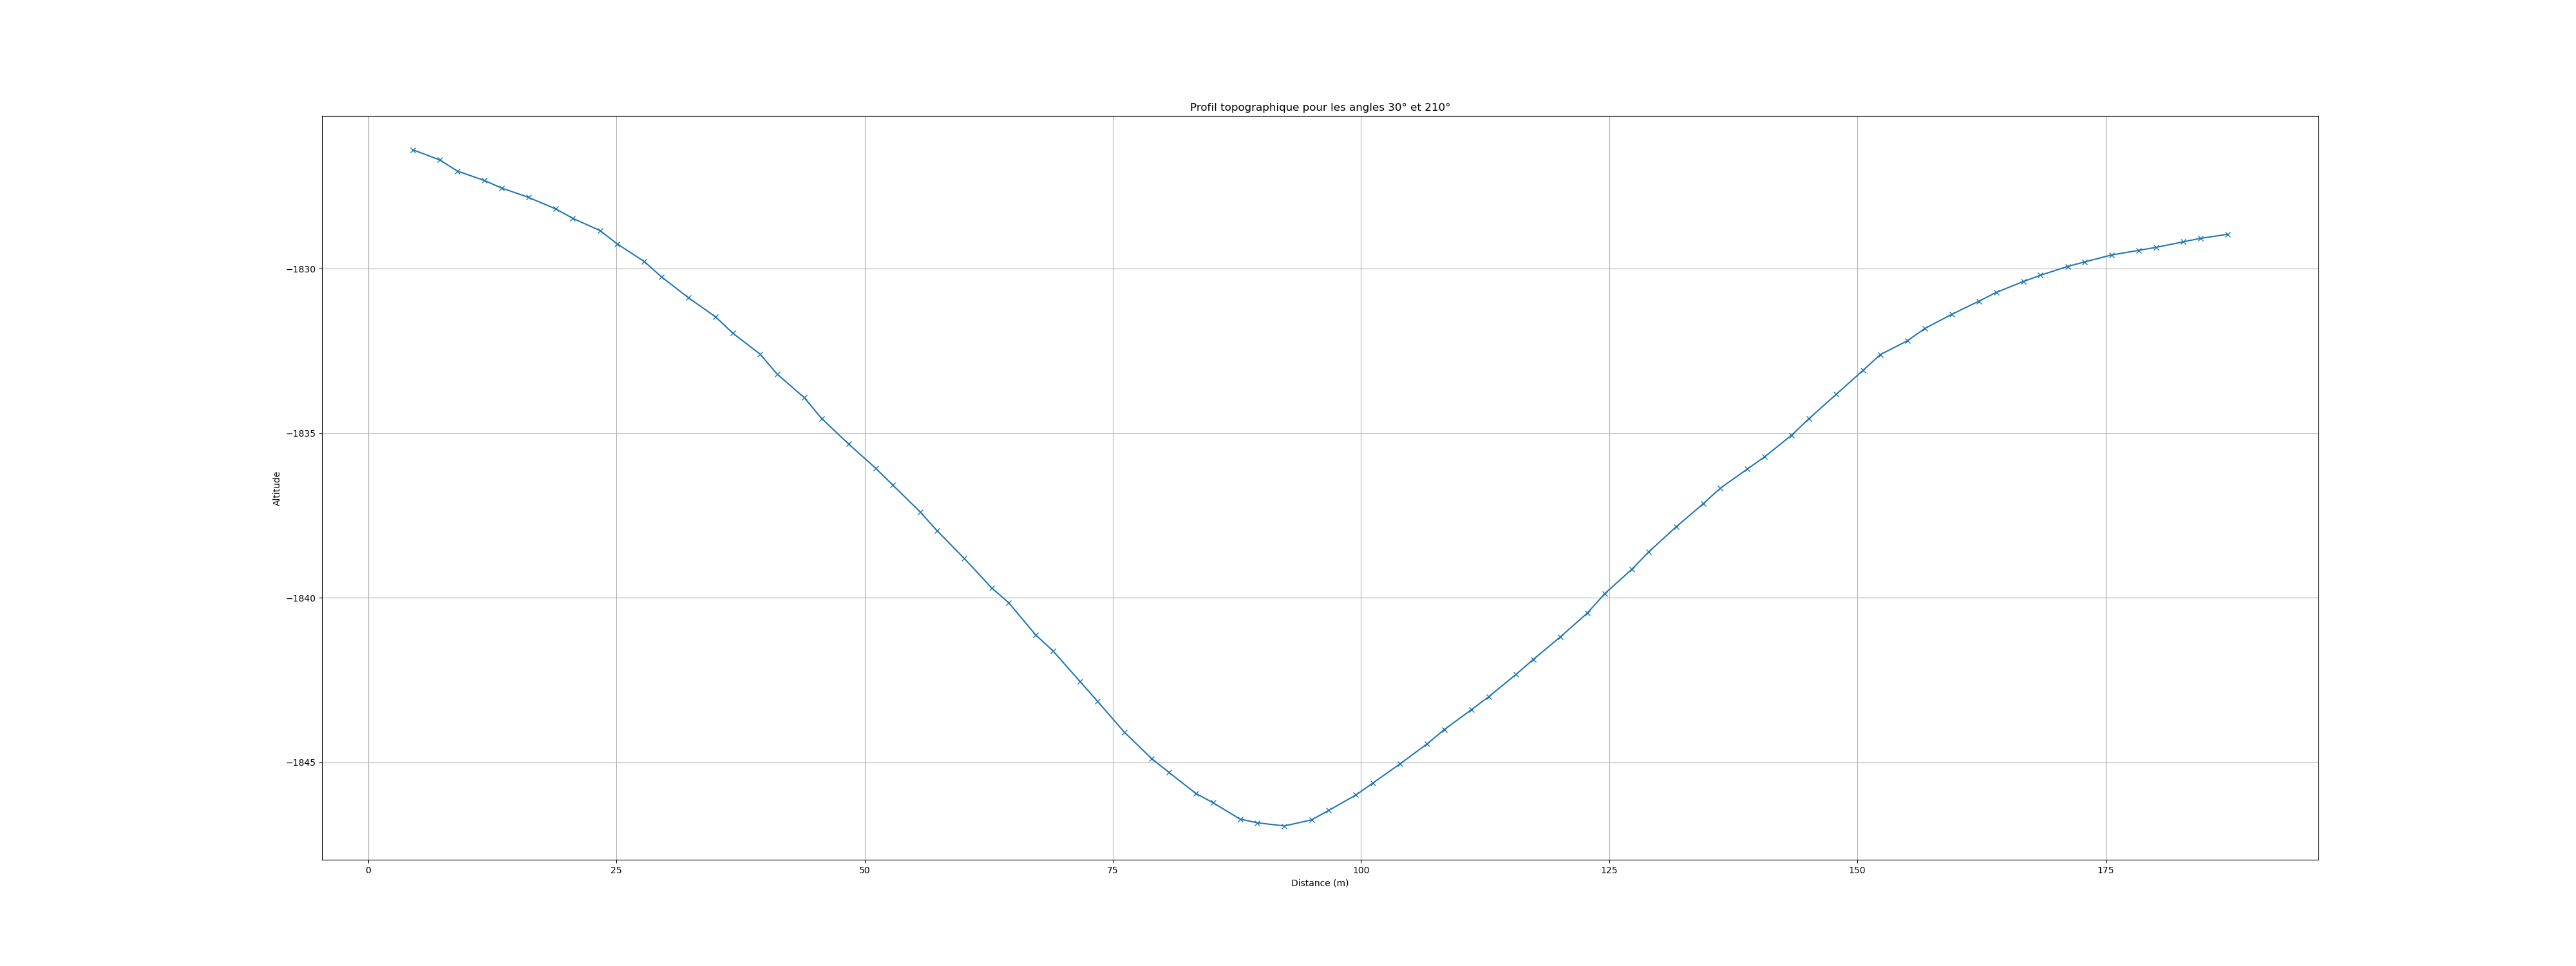 Profil topographique pour les angles 30° et 210°
Altitude
−1830
−1835
−1840
−1845
0 25 50 75 100 125 150 175
Distance (m)